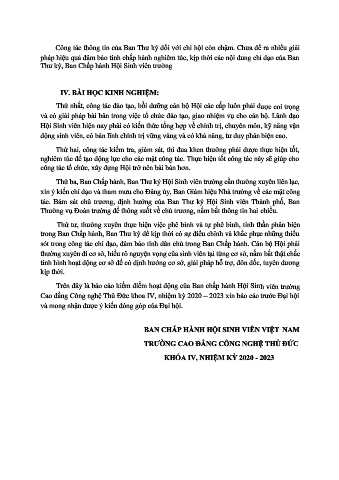 Công tác thông tin của Ban Thư ký đối với chi hội còn chậm. Chưa đề ra nhiều giải
pháp hiệu quả đảm bảo tính chấp hành nghiêm túc, kịp thời các nội dung chỉ đạo của Ban
Thư ký, Ban Chấp hành Hội Sinh viên trường
IV. BÀI HỌC KINH NGHIỆM:
Thứ nhất, công tác đào tạo, bồi dưỡng cán bộ Hội các cấp luôn phải được coi trọng
và có giải pháp bài bản trong việc tổ chức đào tạo, giao nhiệm vụ cho cán bộ. Lãnh đạo
Hội Sinh viên hiện nay phải có kiến thức tổng hợp về chính trị, chuyên môn, kỹ năng vận
động sinh viên, có bản lĩnh chính trị vững vàng và có khả năng, tư duy phản biện cao.
Thứ hai, công tác kiểm tra, giám sát, thi đua khen thưởng phải được thực hiện tốt,
nghiêm túc để tạo động lực cho các mặt công tác. Thực hiện tốt công tác này sẽ giúp cho
công tác tổ chức, xây dựng Hội trở nên bài bản hơn.
Thứ ba, Ban Chấp hành, Ban Thư ký Hội Sinh viên trường cần thường xuyên liên lạc,
xin ý kiến chỉ đạo và tham mưu cho Đảng ủy, Ban Giám hiệu Nhà trường về các mặt công
tác. Bám sát chủ trương, định hướng của Ban Thư ký Hội Sinh viên Thành phố, Ban
Thường vụ Đoàn trường để thông suốt về chủ trương, nắm bắt thông tin hai chiều.
Thứ tư, thường xuyên thực hiện việc phê bình và tự phê bình, tinh thần phản biện
trong Ban Chấp hành, Ban Thư ký để kịp thời có sự điều chỉnh và khắc phục những thiếu
sót trong công tác chỉ đạo, đảm bảo tính dân chủ trong Ban Chấp hành. Cán bộ Hội phải
thường xuyên đi cơ sở, hiểu rõ nguyện vọng của sinh viên tại từng cơ sở, nắm bắt thật chắc
tình hình hoạt động cơ sở để có định hướng cơ sở, giải pháp hỗ trợ, đôn đốc, tuyên dương
kịp thời.
Trên đây là báo cáo kiểm điểm hoạt động của Ban chấp hành Hội Sinh viên trường
Cao đẳng Công nghệ Thủ Đức khóa IV, nhiệm kỳ 2020 – 2023 xin báo cáo trước Đại hội
và mong nhận được ý kiến đóng góp của Đại hội.
BAN CHẤP HÀNH HỘI SINH VIÊN VIỆT NAM
TRƯỜNG CAO ĐẲNG CÔNG NGHỆ THỦ ĐỨC
KHÓA IV, NHIỆM KỲ 2020 - 2023